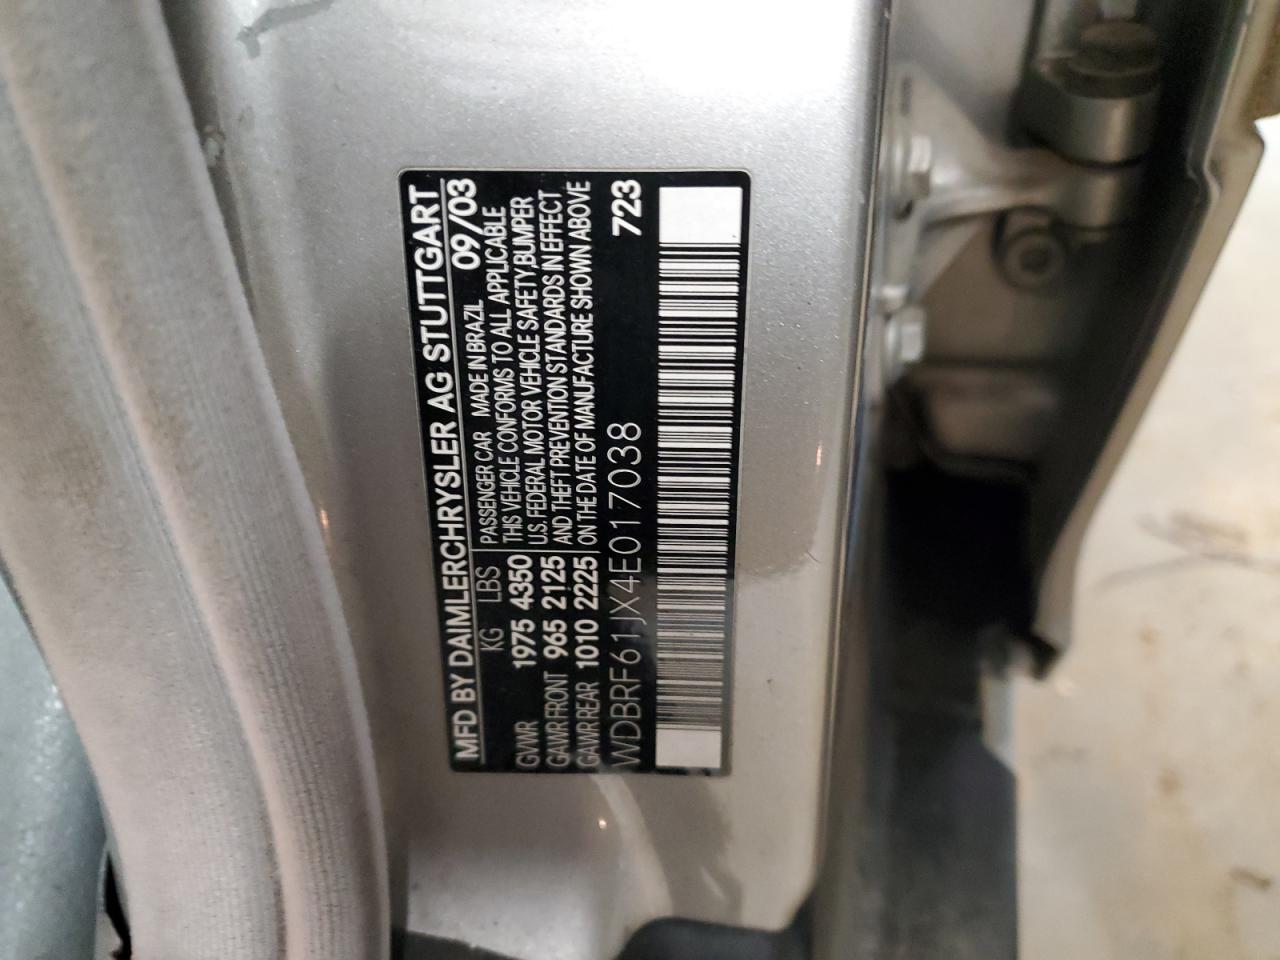 MFD BY DAIMLERCHRYSLER AG STUTTGART
KG LBS PASSENGER CAR MADE IN BRAZIL 09/03
GVWR 1975 4350 THIS VEHICLE CONFORMS TO ALL APPLICABLE
U.S. FEDERAL MOTOR VEHICLE SAFETY,BUMPER
GAWR FRONT 965 2125 AND THEFT PREVENTION STANDARDS IN EFFECT
GAWR REAR 1010 2225 ON THE DATE OF MANUFACTURE SHOWN ABOVE
WDBRF61JX4E017038 723